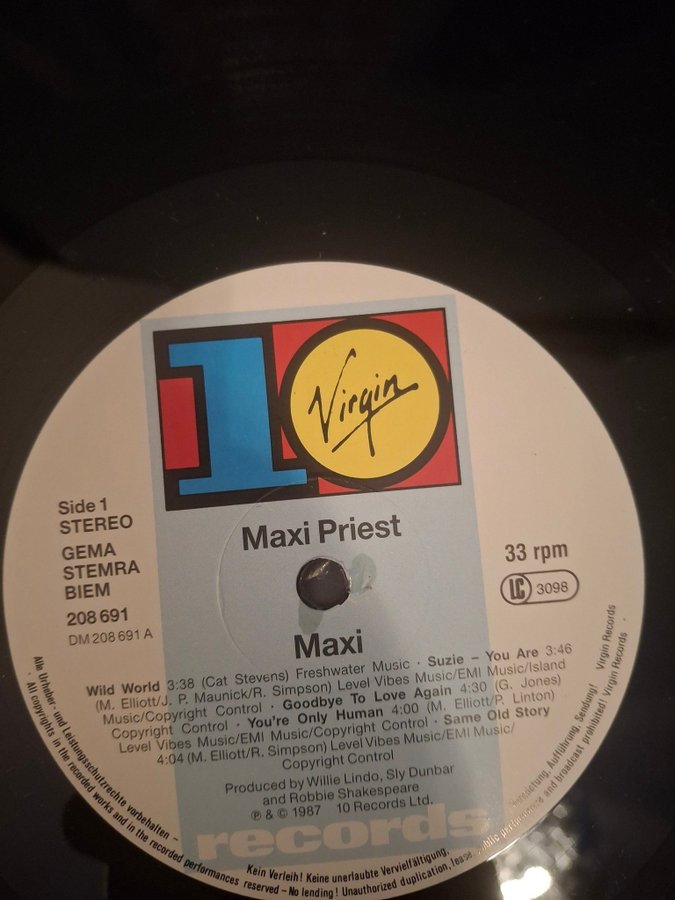 10
Virgin
Side 1
STEREO
GEMA
STEMRA
BIEM
208 691
DM 208 691 A
Maxi Priest
33 rpm
LC 3098
Maxi
Wild World 3:38 (Cat Stevens) Freshwater Music · Suzie – You Are 3:46
(M. Elliott/J. P. Maunick/R. Simpson) Level Vibes Music/EMI Music/Island
Music/Copyright Control · Goodbye To Love Again 4:30 (G. Jones)
Copyright Control · You're Only Human 4:00 (M. Elliott/P. Linton)
Level Vibes Music/EMI Music/Copyright Control · Same Old Story
4:04 (M. Elliott/R. Simpson) Level Vibes Music/EMI Music/
Copyright Control
Produced by Willie Lindo, Sly Dunbar
and Robbie Shakespeare
℗ & © 1987 10 Records Ltd.
records
Alle Urheber- und Leistungsschutzrechte vorbehalten – Kein Verleih! Keine unerlaubte Vervielfältigung, Aufführung, Sendung! Virgin Records
· All copyrights in the recorded works and in the recorded performances reserved – No lending! Unauthorized duplication, public performance and broadcast prohibited! Virgin Records ·